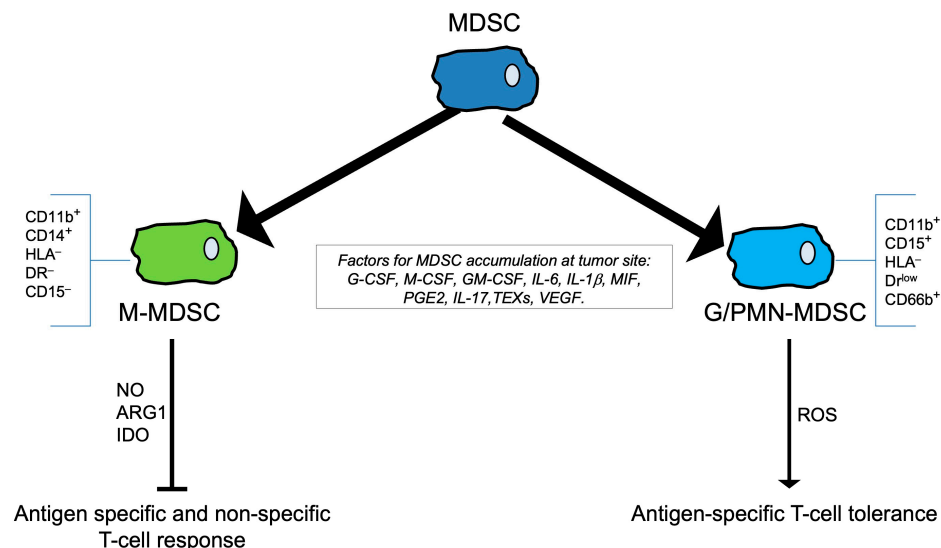 MDSC
CD11b⁺
CD14⁺
HLA⁻
DR⁻
CD15⁻
M-MDSC
Factors for MDSC accumulation at tumor site:
G-CSF, M-CSF, GM-CSF, IL-6, IL-1β, MIF,
PGE2, IL-17,TEXs, VEGF.
G/PMN-MDSC
CD11b⁺
CD15⁺
HLA⁻
Drˡᵒʷ
CD66b⁺
NO
ARG1
IDO
ROS
Antigen specific and non-specific
T-cell response
Antigen-specific T-cell tolerance